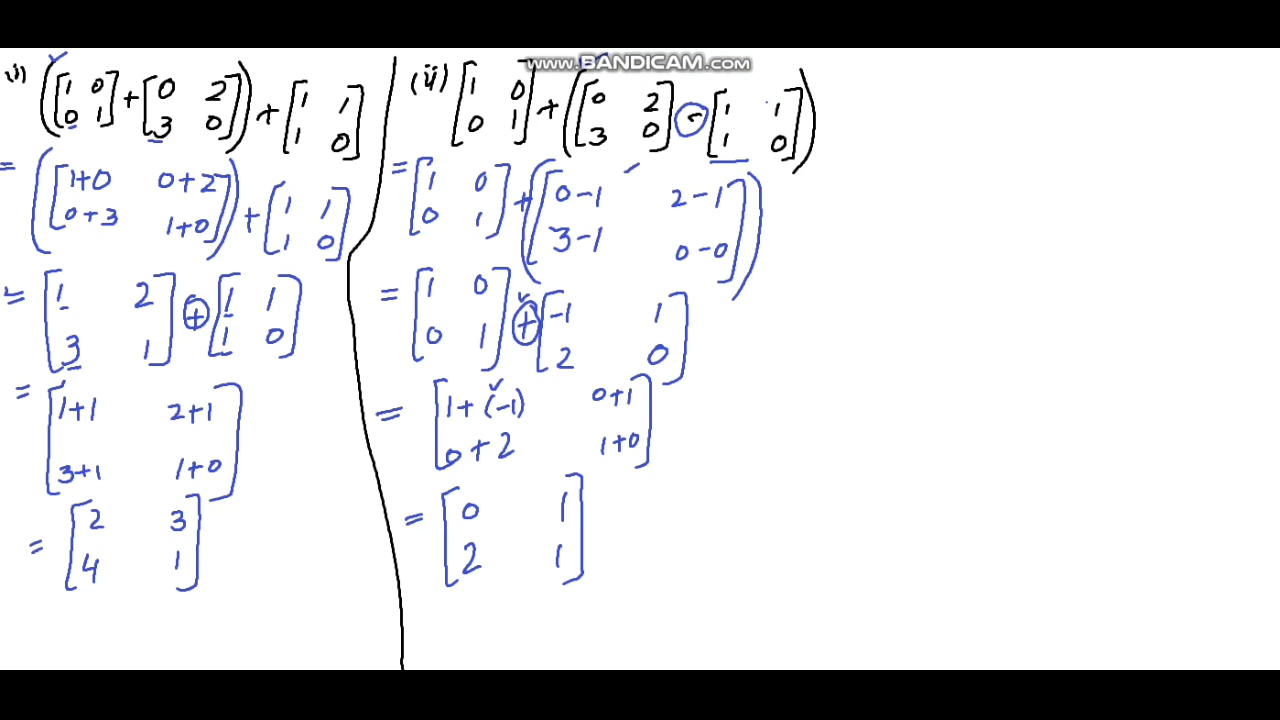 WWW.BANDICAM.COM
(i) ([1 0
0 1] + [0 2
3 0]) + [1 1
1 0]
= ([1+0 0+2
0+3 1+0]) + [1 1
1 0]
= [1 2
3 1] + [1 1
1 0]
= [1+1 2+1
3+1 1+0]
= [2 3
4 1]
(ii) [1 0
0 1] + ([0 2
3 0] - [1 1
1 0])
= [1 0
0 1] + ([0-1 2-1
3-1 0-0])
= [1 0
0 1] + [-1 1
2 0]
= [1+(-1) 0+1
0+2 1+0]
= [0 1
2 1]